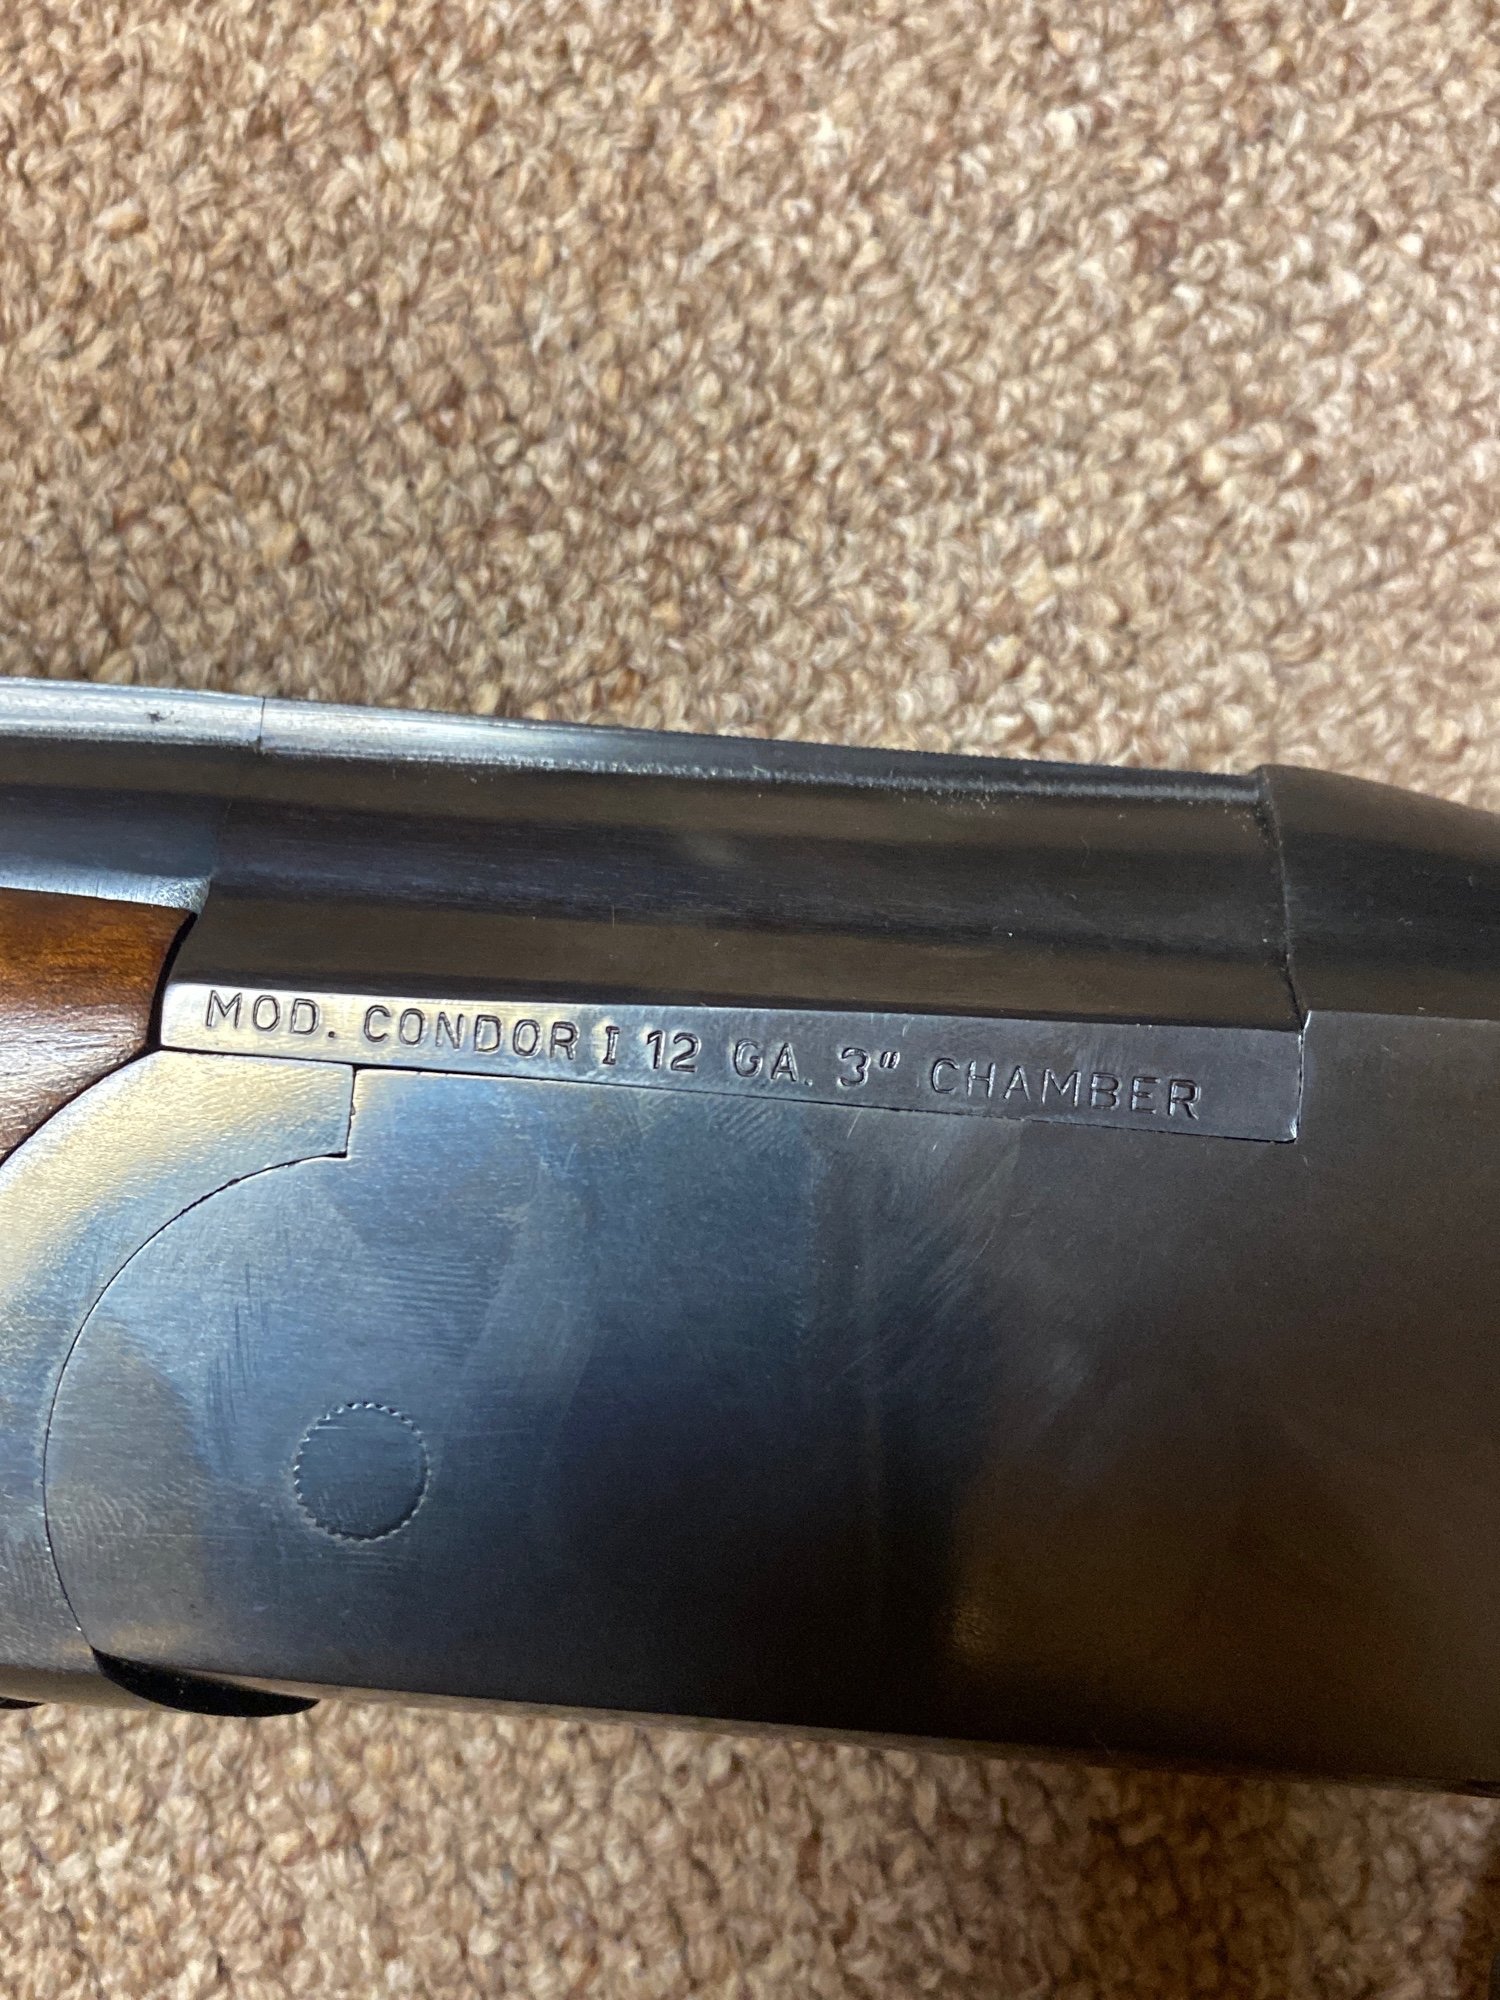 MOD. CONDOR I 12 GA. 3" CHAMBER